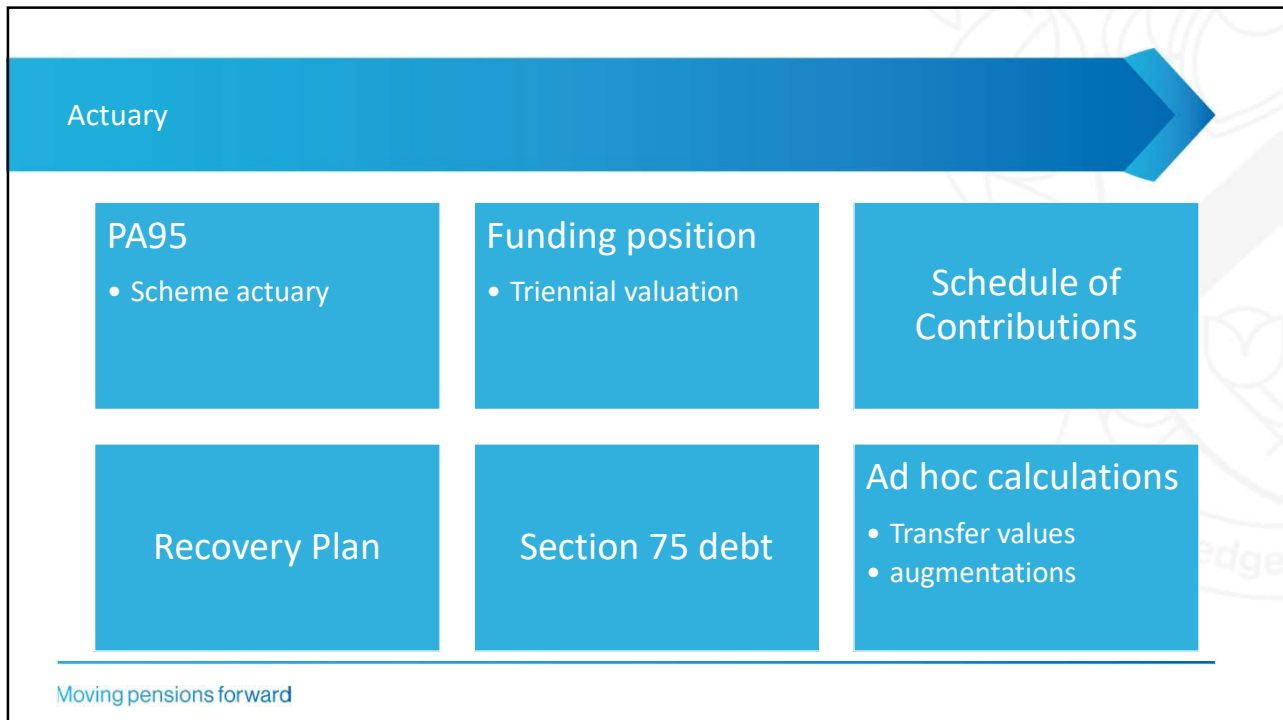 Actuary
PA95
• Scheme actuary
Funding position
• Triennial valuation
Schedule of
Contributions
Recovery Plan
Section 75 debt
Ad hoc calculations
• Transfer values
• augmentations
Moving pensions forward